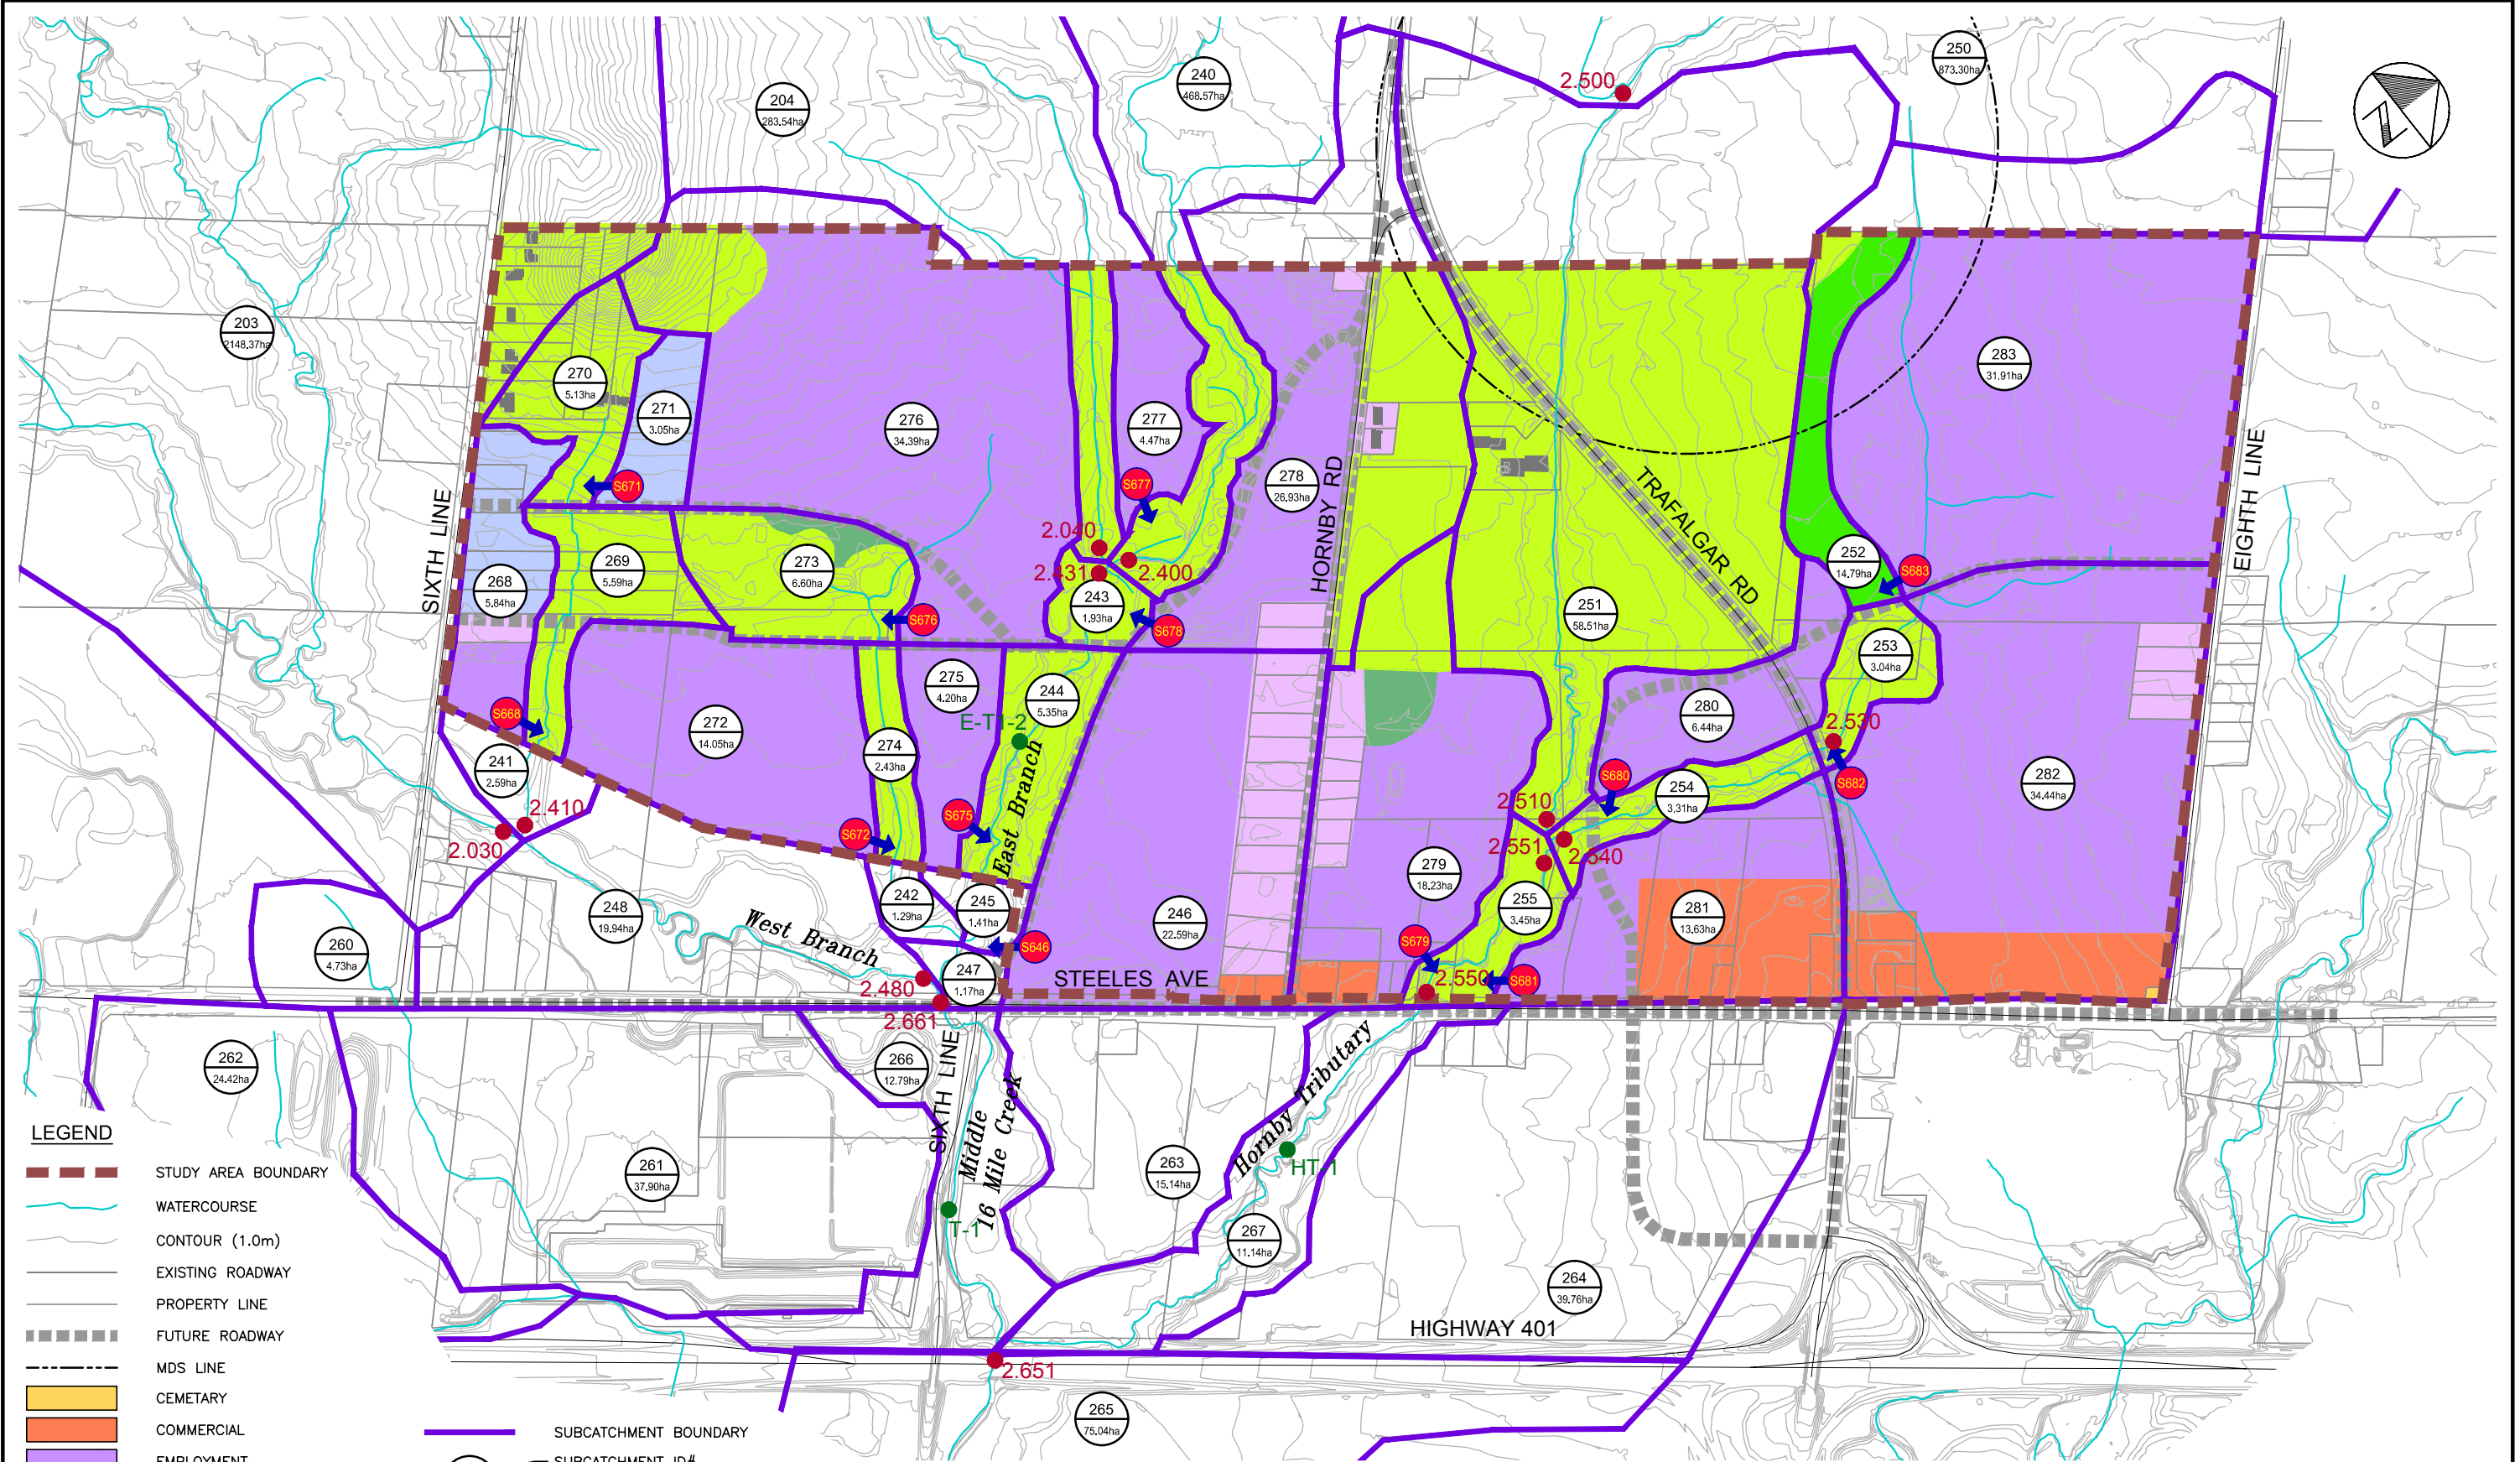 250
873.30ha
240
468.57ha
2.500
204
283.54ha
203
2148.37ha
283
31.91ha
270
5.13ha
271
3.05ha
276
34.39ha
277
4.47ha
278
26.93ha
HORNBY RD
TRAFALGAR RD
EIGHTH LINE
SIXTH LINE
S671
S677
2.040
2.431
2.400
243
1.93ha
S678
268
5.84ha
269
5.59ha
273
6.60ha
S676
251
58.51ha
252
14.79ha
S683
253
3.04ha
275
4.20ha
244
5.35ha
E-T1-2
East Branch
280
6.44ha
2.530
S682
282
34.44ha
S668
272
14.05ha
274
2.43ha
241
2.59ha
2.410
2.030
S672
S675
S680
254
3.31ha
2.510
2.551
2.540
279
18.23ha
255
3.45ha
281
13.63ha
242
1.29ha
245
1.41ha
246
22.59ha
248
19.94ha
West Branch
260
4.73ha
S646
S679
2.550
S681
247
1.17ha
STEELES AVE
2.480
2.661
262
24.42ha
266
12.79ha
SIXTH LINE
Middle
16 Mile Creek
Hornby Tributary
HT-1
T-1
261
37.90ha
263
15.14ha
267
11.14ha
264
39.76ha
HIGHWAY 401
2.651
265
75.04ha
LEGEND
STUDY AREA BOUNDARY
WATERCOURSE
CONTOUR (1.0m)
EXISTING ROADWAY
PROPERTY LINE
FUTURE ROADWAY
MDS LINE
CEMETARY
COMMERCIAL
EMPLOYMENT
SUBCATCHMENT BOUNDARY
SUBCATCHMENT ID#